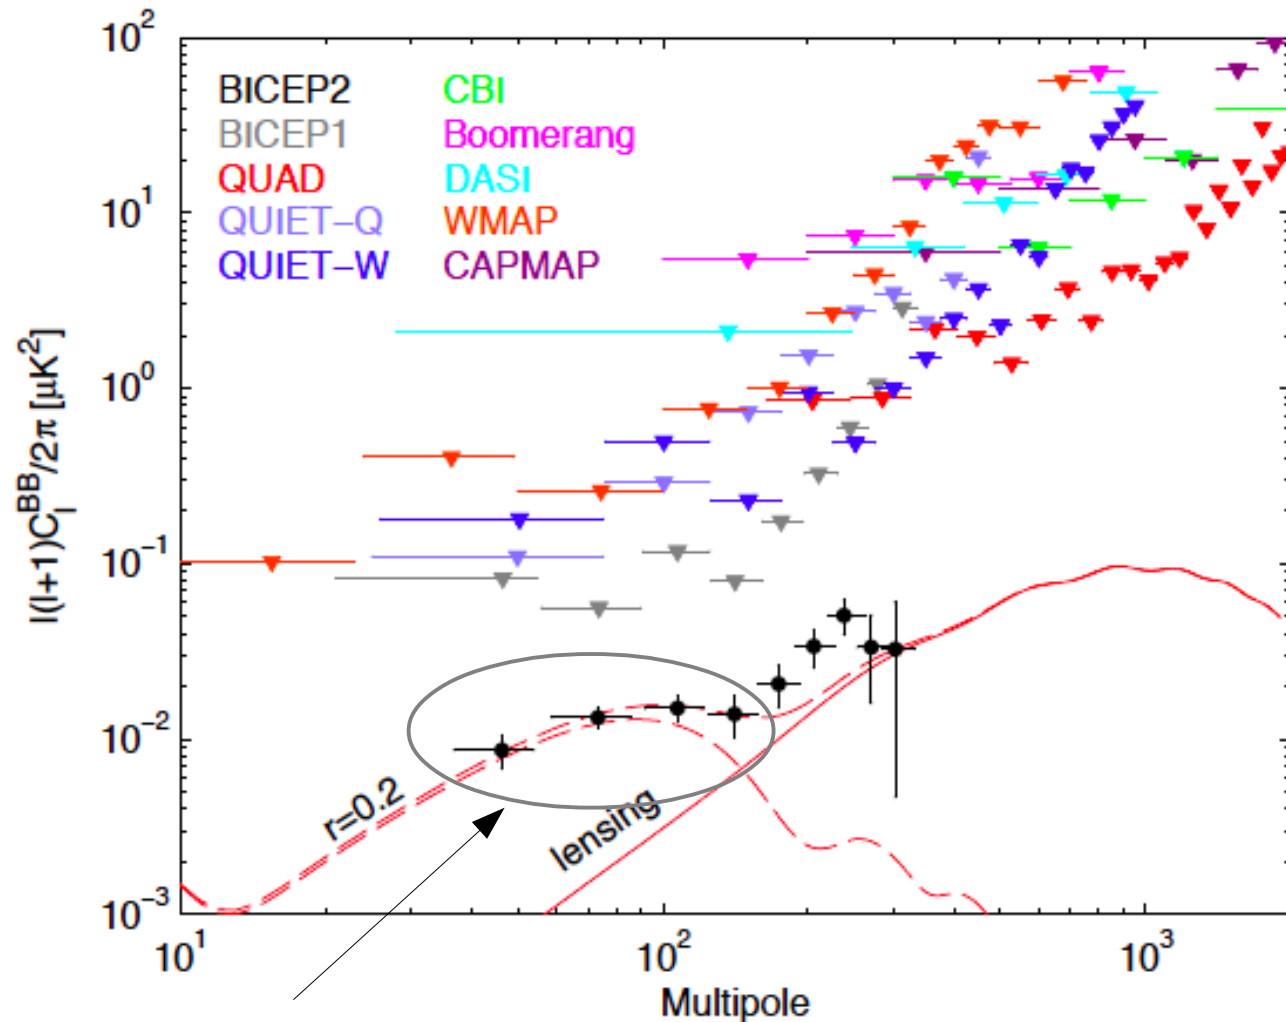 10²
10¹
10⁰
10⁻¹
10⁻²
10⁻³
l(l+1)C_l^BB/2π [μK²]
BICEP2
BICEP1
QUAD
QUIET-Q
QUIET-W
CBI
Boomerang
DASI
WMAP
CAPMAP
r=0.2
lensing
10¹
10²
10³
Multipole